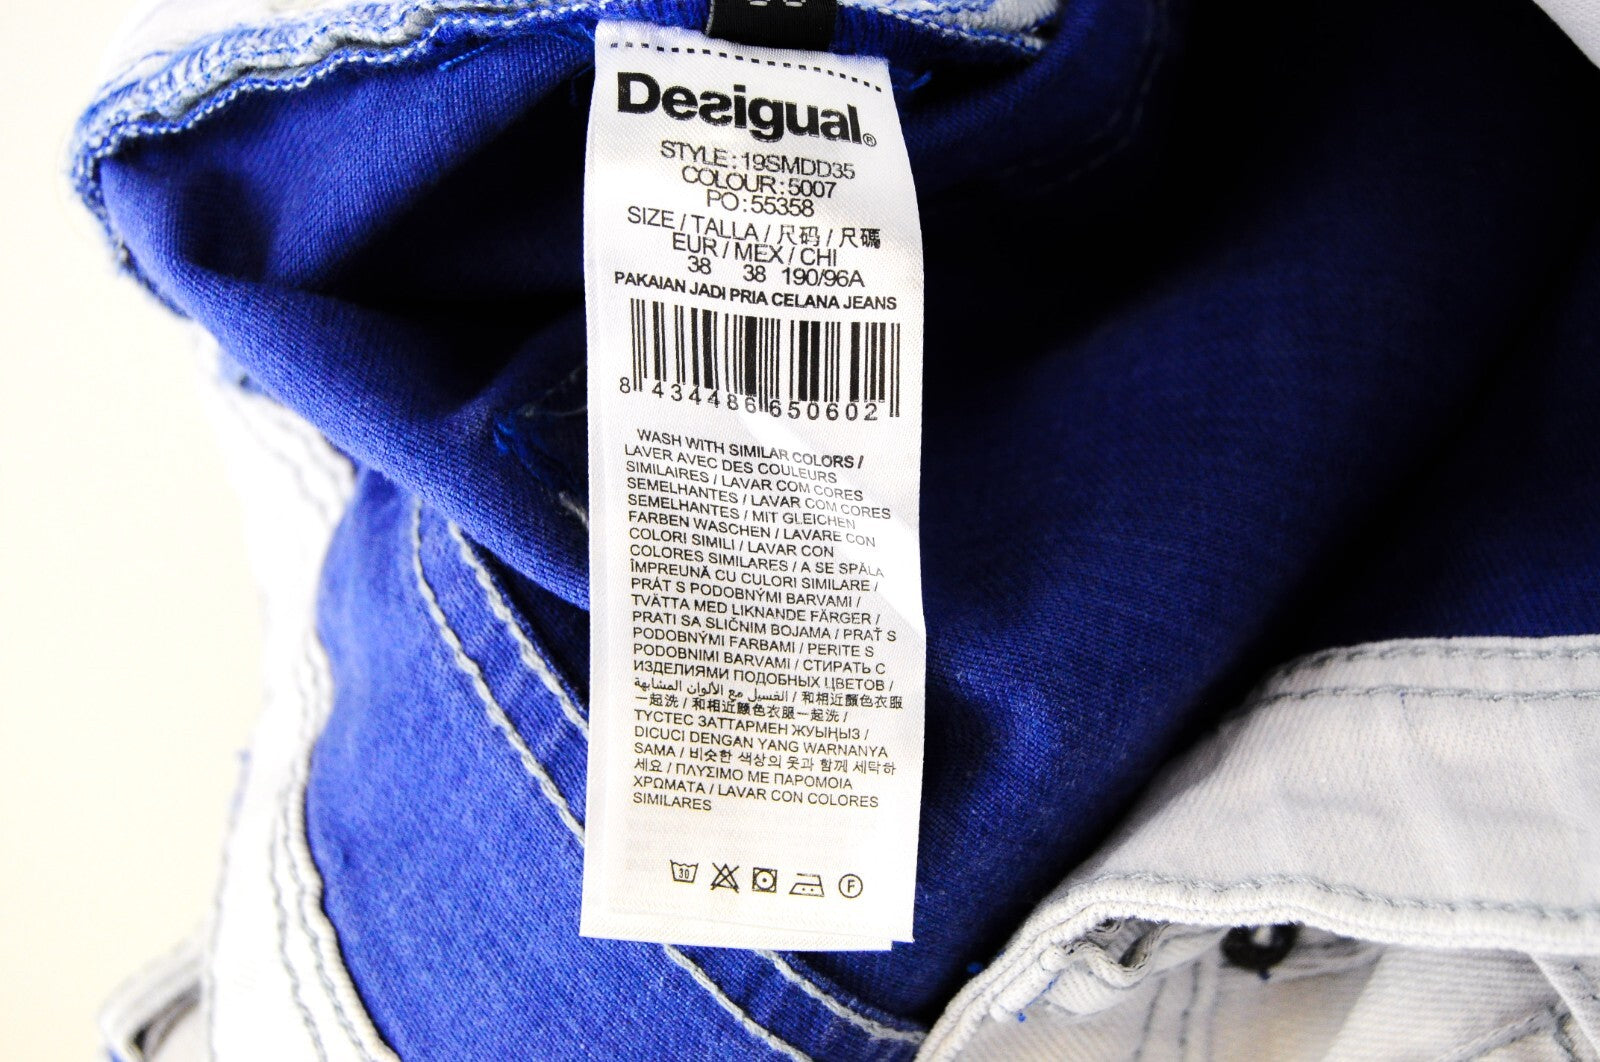 Desigual®
STYLE: 19SMDD35
COLOUR: 5007
PO: 55358
SIZE / TALLA / 尺码 / 尺碼
EUR / MEX / CHI
38 38 190/96A
PAKAIAN JADI PRIA CELANA JEANS
8 434486 650602
WASH WITH SIMILAR COLORS /
LAVER AVEC DES COULEURS
SIMILAIRES / LAVAR COM CORES
SEMELHANTES / LAVAR COM CORES
SEMELHANTES / MIT GLEICHEN
FARBEN WASCHEN / LAVARE CON
COLORI SIMILI / LAVAR CON
COLORES SIMILARES / A SE SPĂLA
ÎMPREUNĂ CU CULORI SIMILARE /
PRÁT S PODOBNÝMI BARVAMI /
TVÄTTA MED LIKNANDE FÄRGER /
PRATI SA SLIČNIM BOJAMA / PRAŤ S
PODOBNÝMI FARBAMI / PERITE S
PODOBNIMI BARVAMI / СТИРАТЬ С
ИЗДЕЛИЯМИ ПОДОБНЫХ ЦВЕТОВ /
الغسيل مع الألوان المشابهة / 和相近顏色衣服
一起洗 / 和相近颜色衣服一起洗 /
ТҮСТЕС ЗАТТАРМЕН ЖУЫҢЫЗ /
DICUCI DENGAN YANG WARNANYA
SAMA / 비슷한 색상의 옷과 함께 세탁하
세요 / ΠΛΥΣΙΜΟ ΜΕ ΠΑΡΟΜΟΙΑ
ΧΡΩΜΑΤΑ / LAVAR CON COLORES
SIMILARES
30
F